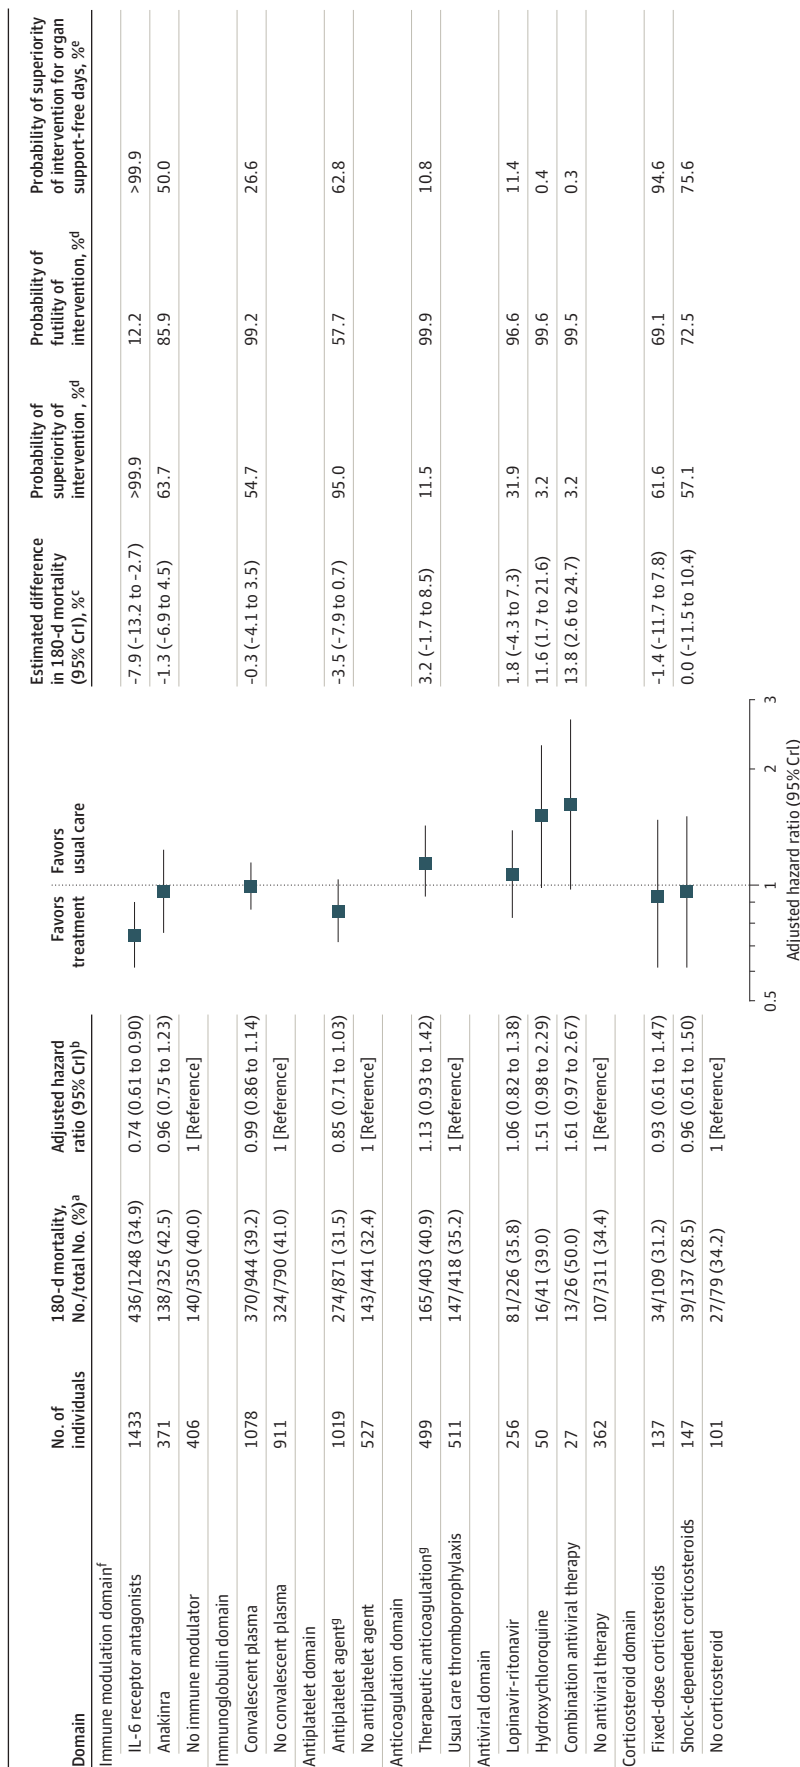 Domain No. of individuals 180-d mortality, No./total No. (%)a Adjusted hazard ratio (95% CrI)b Favors treatment Favors usual care Estimated difference in 180-d mortality (95% CrI), %c Probability of superiority of intervention , %d Probability of futility of intervention, %d Probability of superiority of intervention for organ support-free days, %e
Immune modulation domainf
IL-6 receptor antagonists 1433 436/1248 (34.9) 0.74 (0.61 to 0.90) -7.9 (-13.2 to -2.7) >99.9 12.2 >99.9
Anakinra 371 138/325 (42.5) 0.96 (0.75 to 1.23) -1.3 (-6.9 to 4.5) 63.7 85.9 50.0
No immune modulator 406 140/350 (40.0) 1 [Reference]
Immunoglobulin domain
Convalescent plasma 1078 370/944 (39.2) 0.99 (0.86 to 1.14) -0.3 (-4.1 to 3.5) 54.7 99.2 26.6
No convalescent plasma 911 324/790 (41.0) 1 [Reference]
Antiplatelet domain
Antiplatelet agentg 1019 274/871 (31.5) 0.85 (0.71 to 1.03) -3.5 (-7.9 to 0.7) 95.0 57.7 62.8
No antiplatelet agent 527 143/441 (32.4) 1 [Reference]
Anticoagulation domain
Therapeutic anticoagulationg 499 165/403 (40.9) 1.13 (0.93 to 1.42) 3.2 (-1.7 to 8.5) 11.5 99.9 10.8
Usual care thromboprophylaxis 511 147/418 (35.2) 1 [Reference]
Antiviral domain
Lopinavir-ritonavir 256 81/226 (35.8) 1.06 (0.82 to 1.38) 1.8 (-4.3 to 7.3) 31.9 96.6 11.4
Hydroxychloroquine 50 16/41 (39.0) 1.51 (0.98 to 2.29) 11.6 (1.7 to 21.6) 3.2 99.6 0.4
Combination antiviral therapy 27 13/26 (50.0) 1.61 (0.97 to 2.67) 13.8 (2.6 to 24.7) 3.2 99.5 0.3
No antiviral therapy 362 107/311 (34.4) 1 [Reference]
Corticosteroid domain
Fixed-dose corticosteroids 137 34/109 (31.2) 0.93 (0.61 to 1.47) -1.4 (-11.7 to 7.8) 61.6 69.1 94.6
Shock-dependent corticosteroids 147 39/137 (28.5) 0.96 (0.61 to 1.50) 0.0 (-11.5 to 10.4) 57.1 72.5 75.6
No corticosteroid 101 27/79 (34.2) 1 [Reference]
0.5 1 2 3
Adjusted hazard ratio (95% CrI)